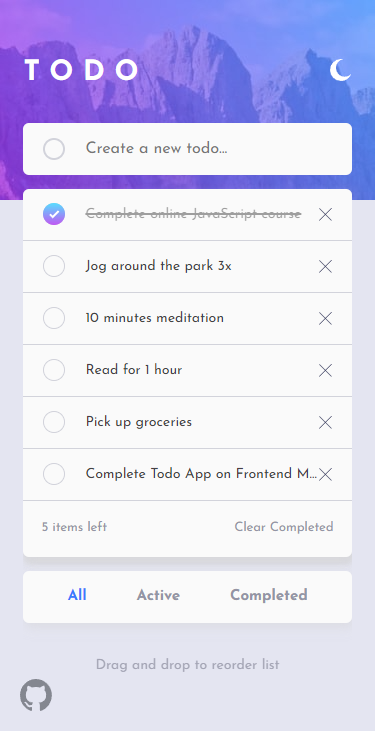 TODO
Create a new todo...
Complete online JavaScript course
Jog around the park 3x
10 minutes meditation
Read for 1 hour
Pick up groceries
Complete Todo App on Frontend M...
5 items left
Clear Completed
All
Active
Completed
Drag and drop to reorder list